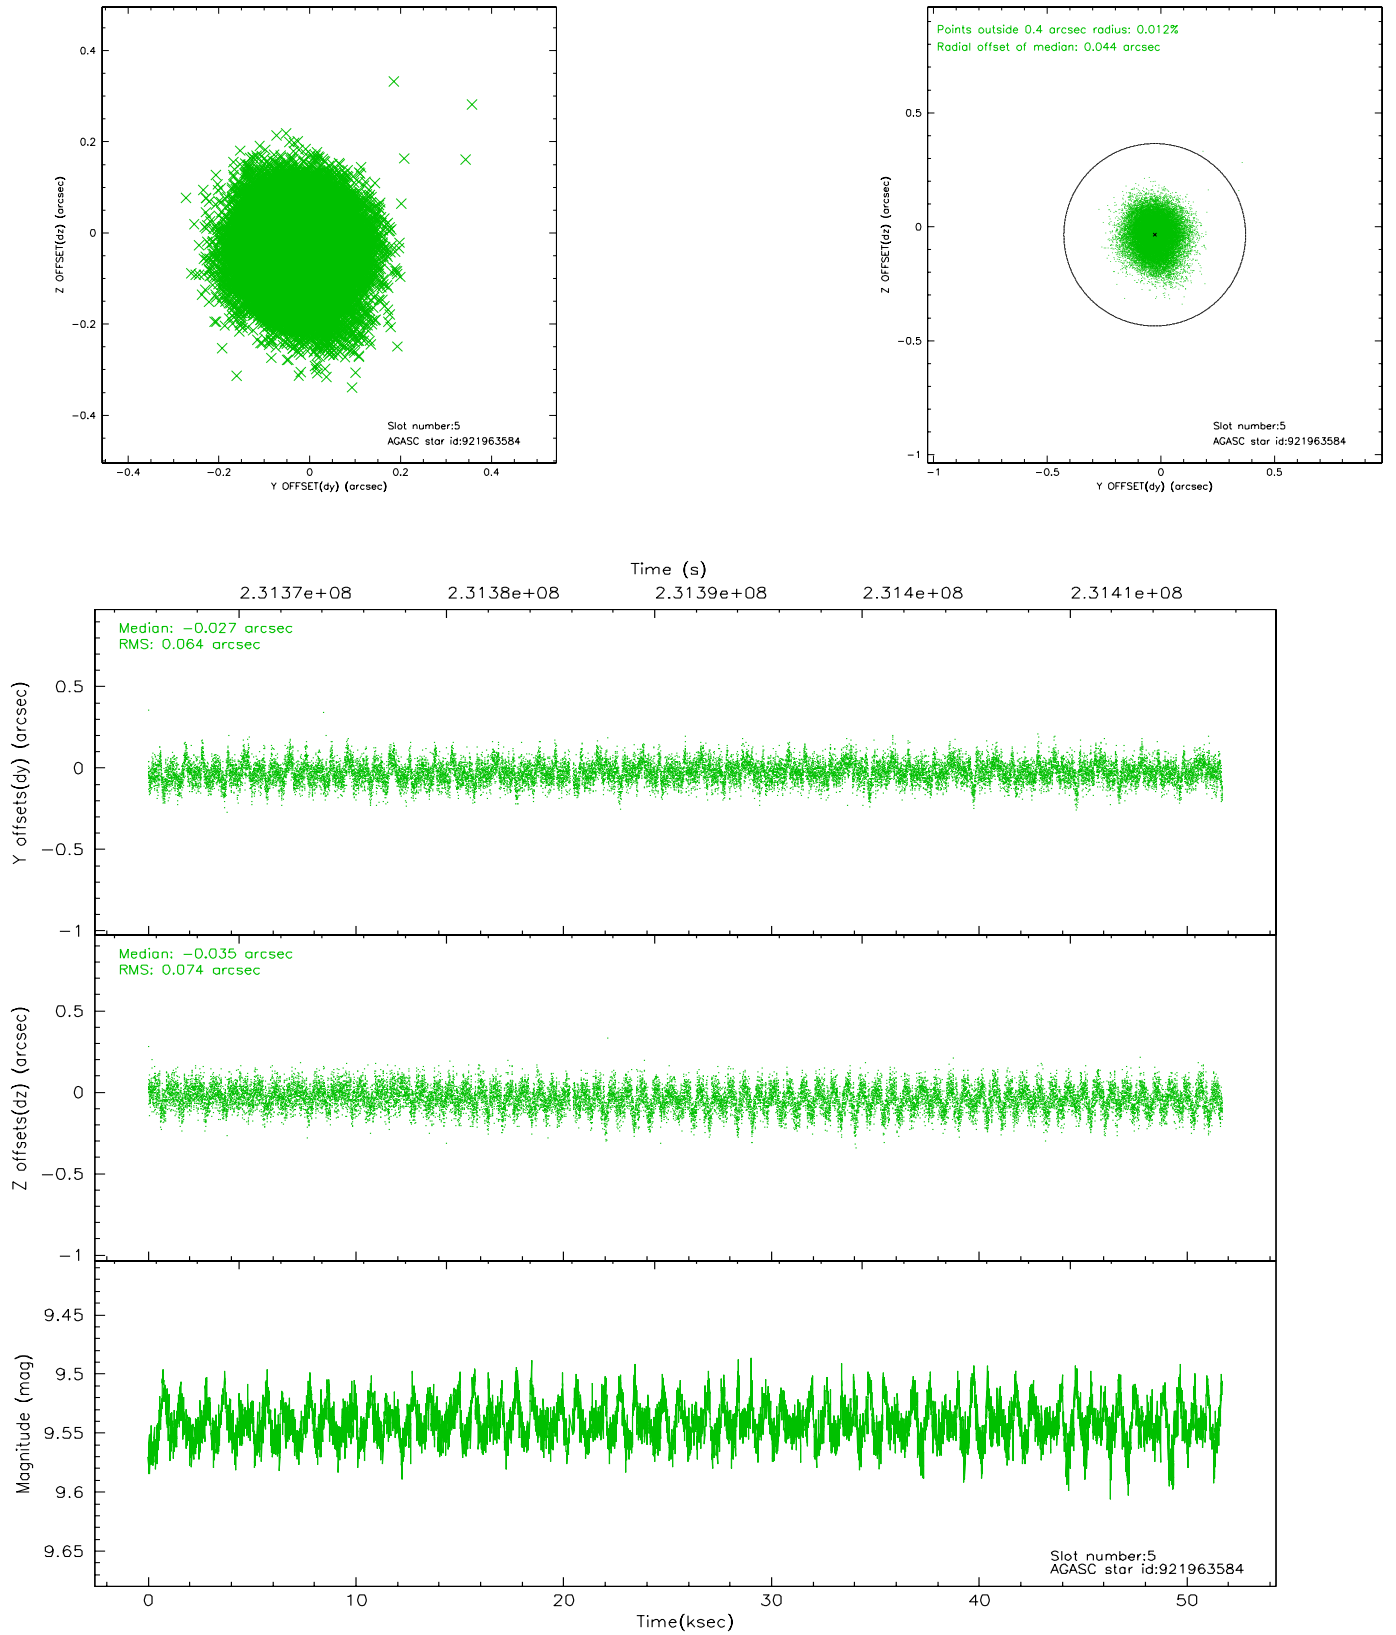 0.4
0.2
0
-0.2
-0.4
Z OFFSET(dz) (arcsec)
Slot number:5
AGASC star id:921963584
-0.4 -0.2 0 0.2 0.4
Y OFFSET(dy) (arcsec)
Points outside 0.4 arcsec radius: 0.012%
Radial offset of median: 0.044 arcsec
0.5
0
-0.5
-1
Z OFFSET(dz) (arcsec)
Slot number:5
AGASC star id:921963584
-1 -0.5 0 0.5
Y OFFSET(dy) (arcsec)
Time (s)
2.3137e+08 2.3138e+08 2.3139e+08 2.314e+08 2.3141e+08
Median: -0.027 arcsec
RMS: 0.064 arcsec
0.5
0
-0.5
-1
Y offsets(dy) (arcsec)
Median: -0.035 arcsec
RMS: 0.074 arcsec
0.5
0
-0.5
-1
Z offsets(dz) (arcsec)
9.45
9.5
9.55
9.6
9.65
Magnitude (mag)
Slot number:5
AGASC star id:921963584
0 10 20 30 40 50
Time(ksec)